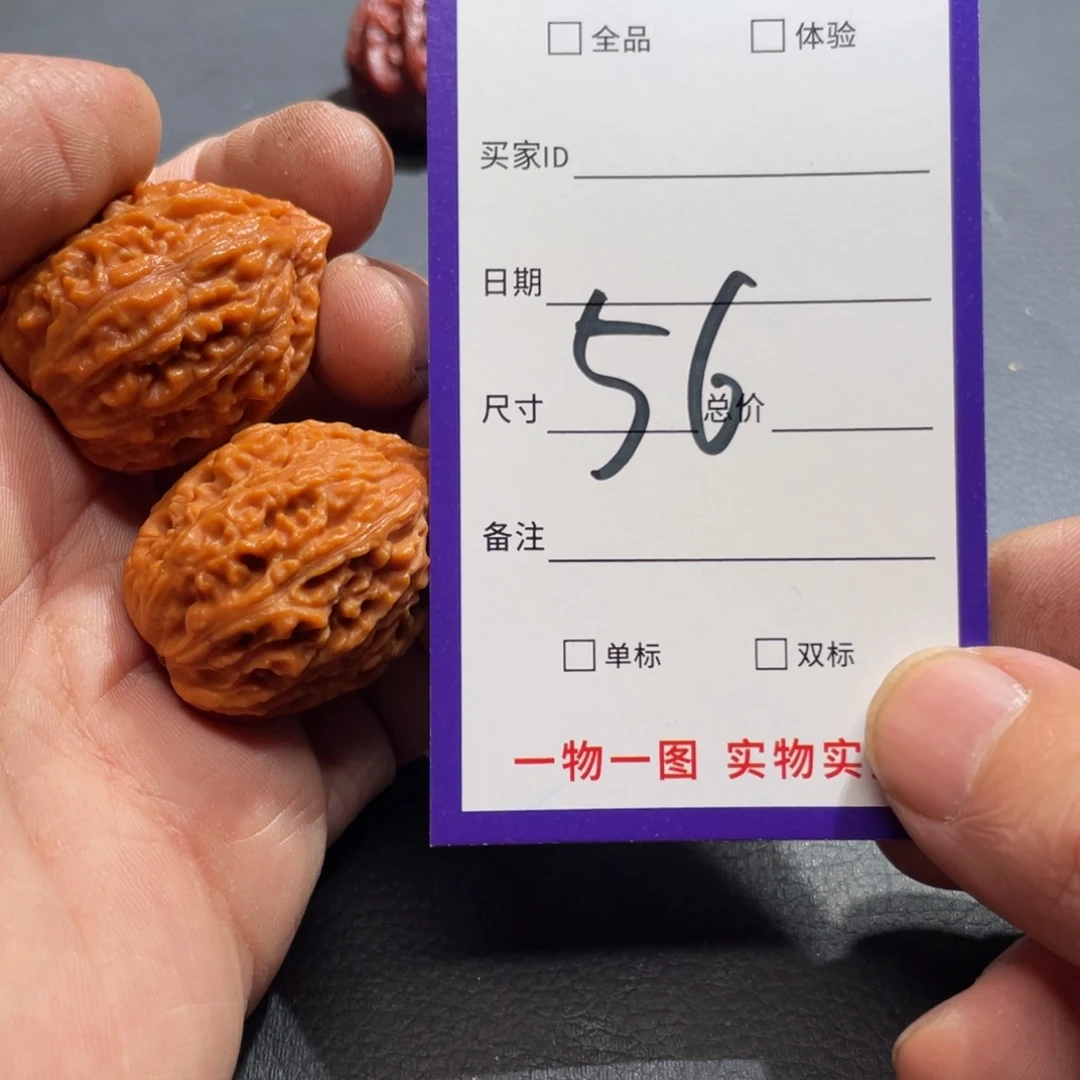 □ 全品 □ 体验
买家ID
日期
56
尺寸 总价
备注
□ 单标 □ 双标
一物一图 实物实